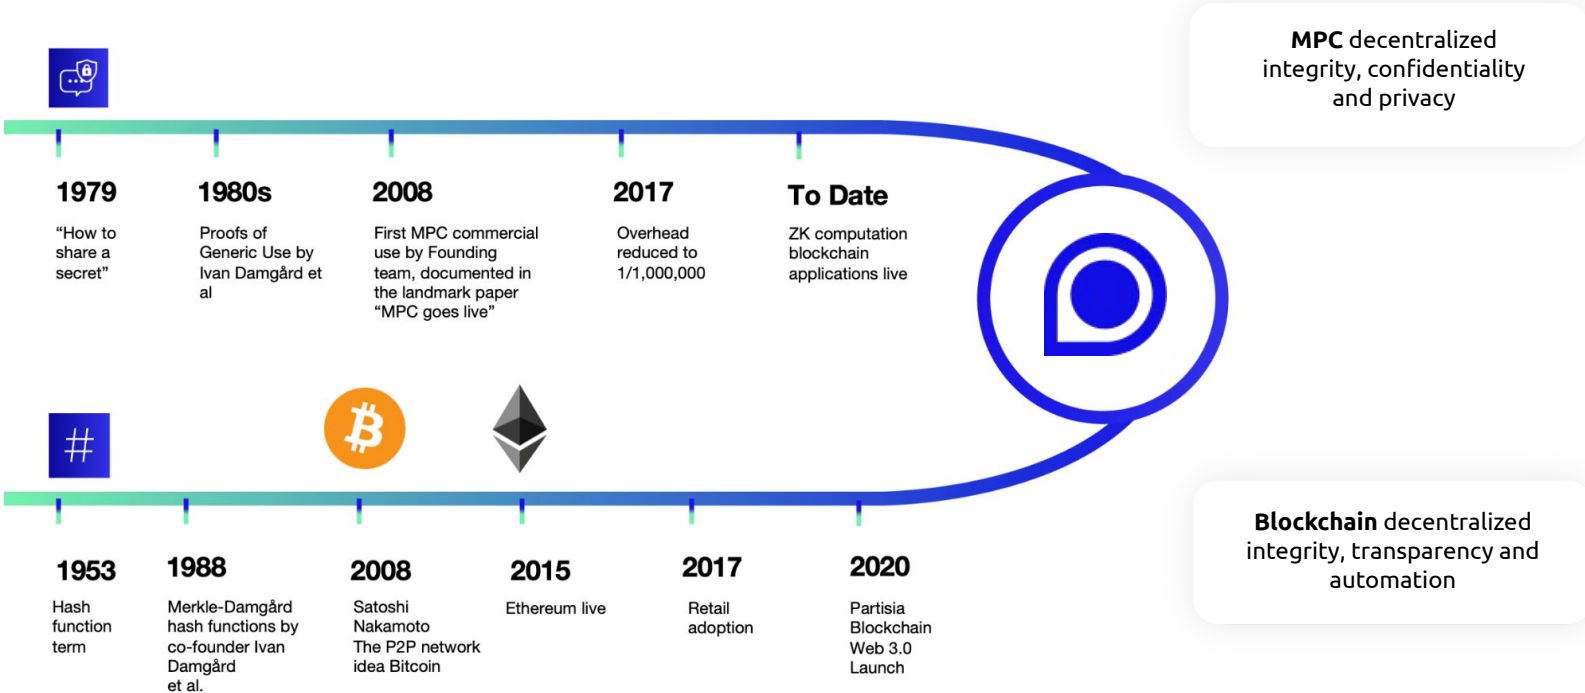 MPC decentralized
integrity, confidentiality
and privacy
1979
“How to
share a
secret”
1980s
Proofs of
Generic Use by
Ivan Damgård et
al
2008
First MPC commercial
use by Founding
team, documented in
the landmark paper
“MPC goes live”
2017
Overhead
reduced to
1/1,000,000
To Date
ZK computation
blockchain
applications live
#
1953
Hash
function
term
1988
Merkle-Damgård
hash functions by
co-founder Ivan
Damgård
et al.
2008
Satoshi
Nakamoto
The P2P network
idea Bitcoin
2015
Ethereum live
2017
Retail
adoption
2020
Partisia
Blockchain
Web 3.0
Launch
Blockchain decentralized
integrity, transparency and
automation